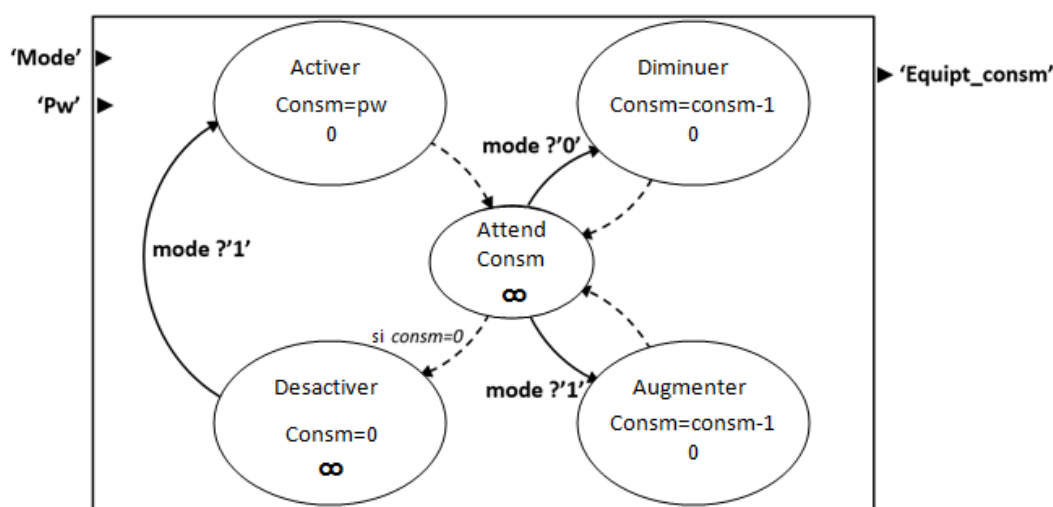 ‘Mode’
‘Pw’
Activer
Consm=pw
0
Diminuer
Consm=consm-1
0
‘Equipt_consm’
mode ?’0’
mode ?’1’
Attend
Consm
∞
si consm=0
mode ?’1’
Desactiver
Consm=0
∞
Augmenter
Consm=consm-1
0